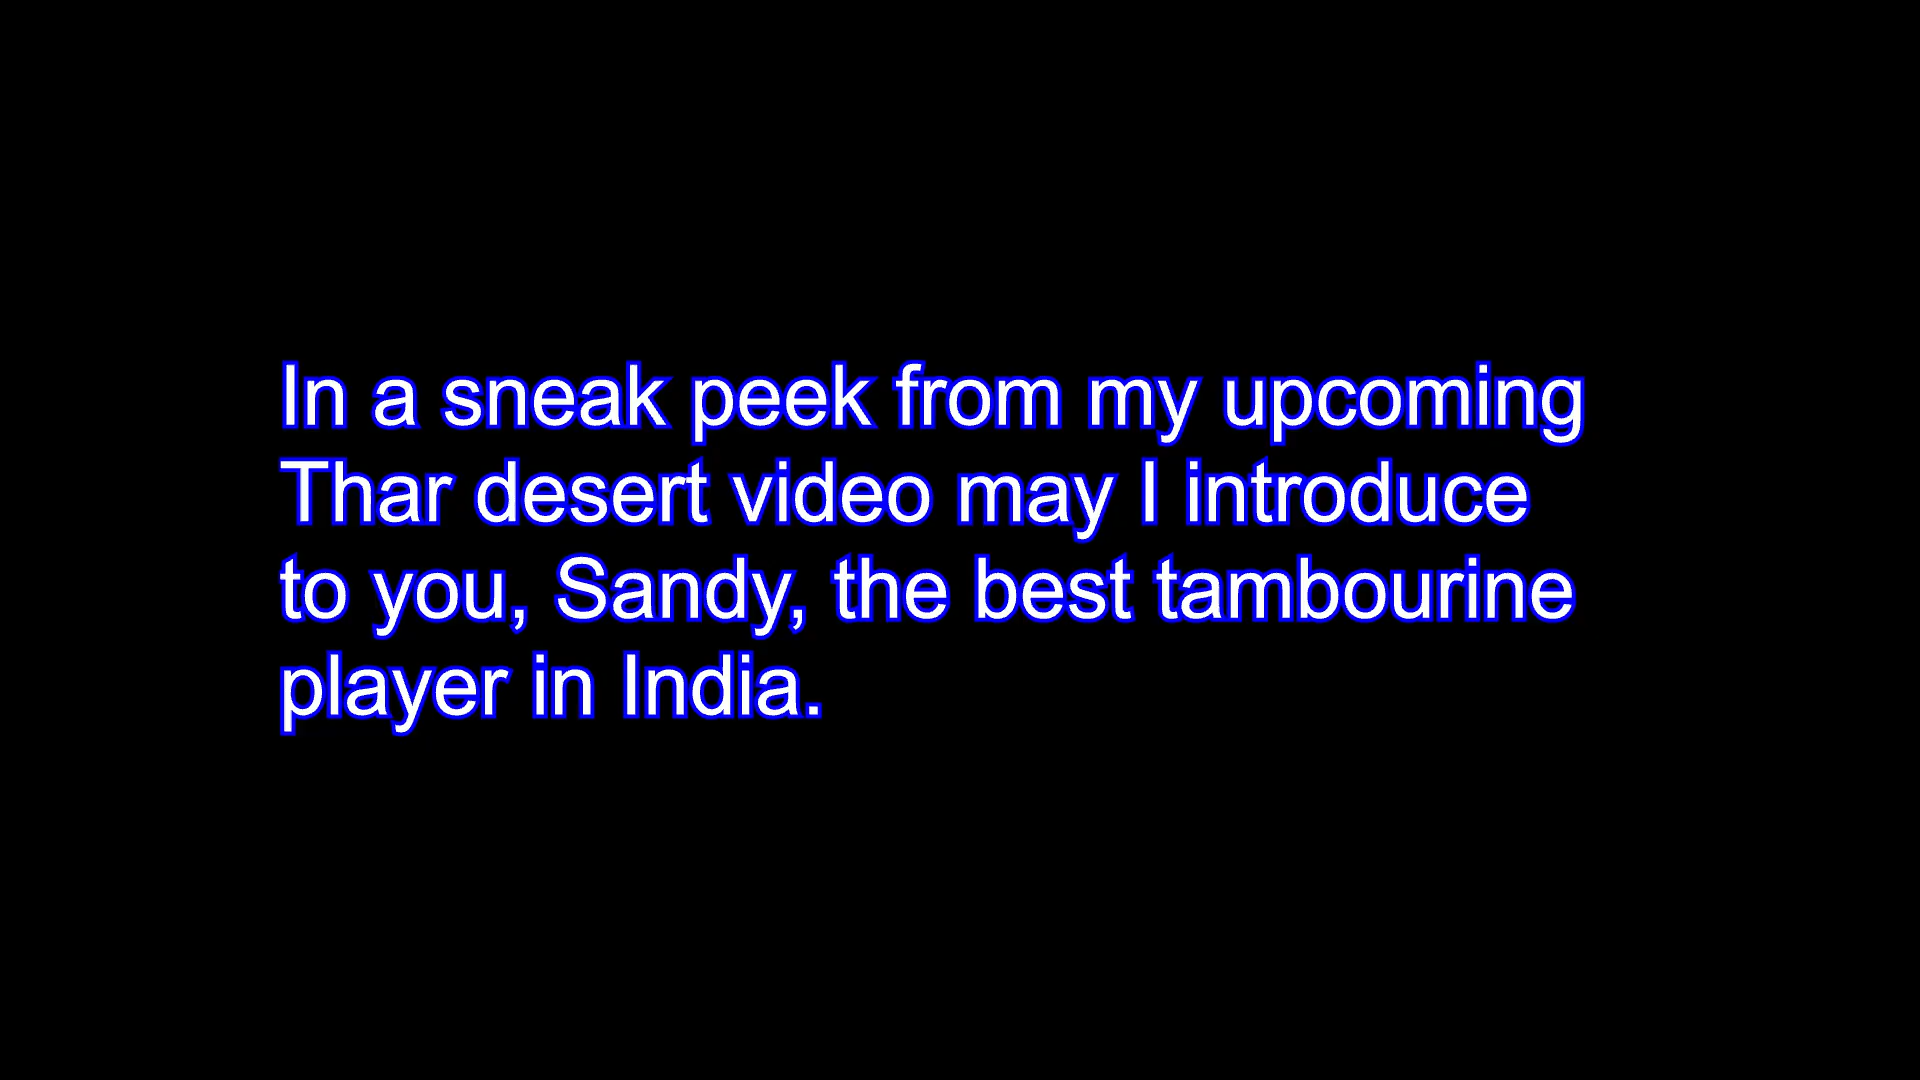 In a sneak peek from my upcoming
Thar desert video may I introduce
to you, Sandy, the best tambourine
player in India.